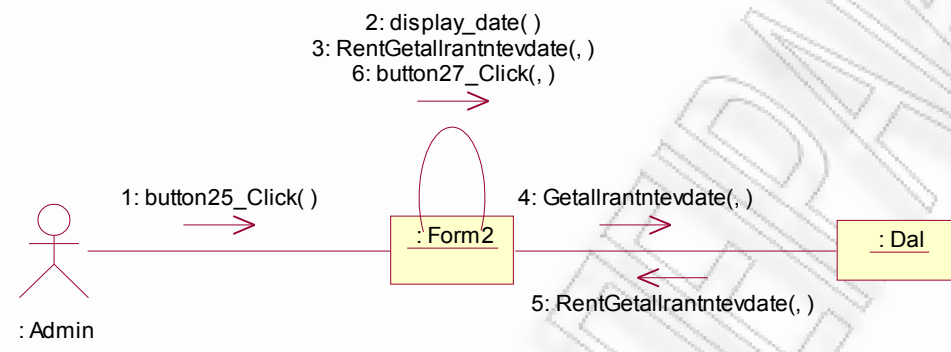 2: display_date( )
3: RentGetallrantntevdate(, )
6: button27_Click(, )
1: button25_Click( )
4: Getallrantntevdate(, )
: Form2
: Dal
5: RentGetallrantntevdate(, )
: Admin